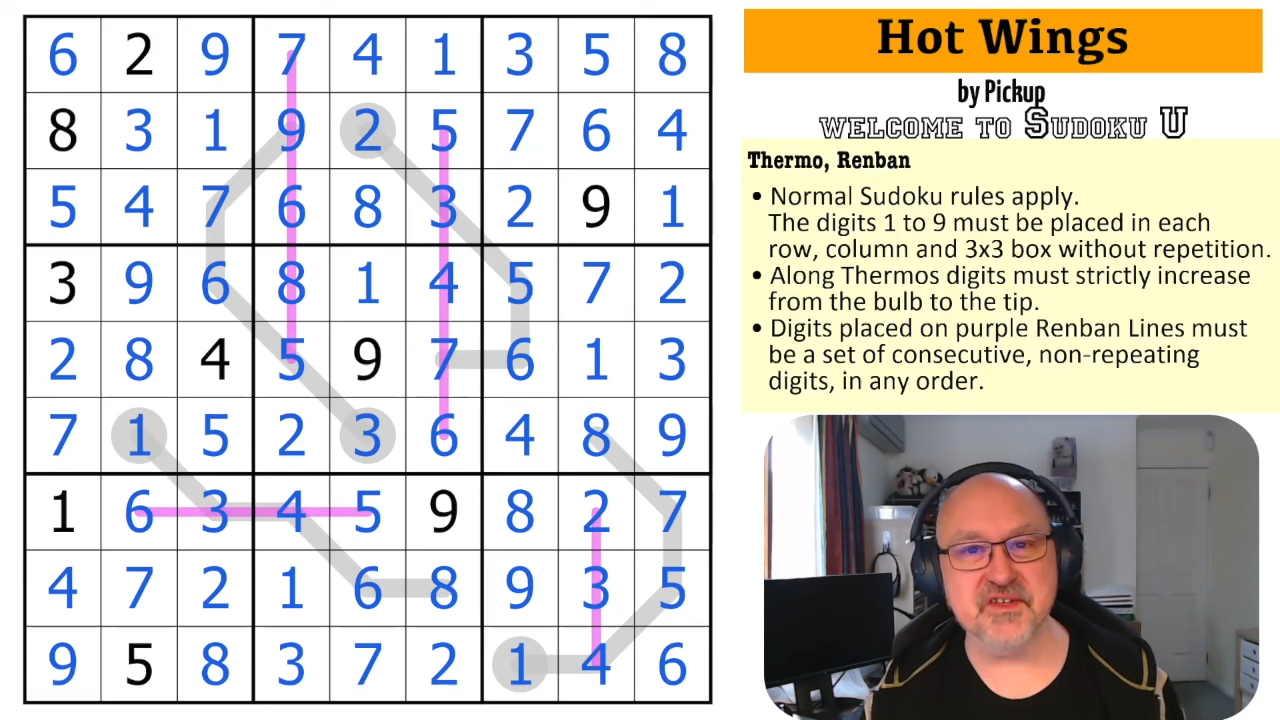 Hot Wings
by Pickup
WELCOME TO SUDOKU U
Thermo, Renban
• Normal Sudoku rules apply.
The digits 1 to 9 must be placed in each
row, column and 3x3 box without repetition.
• Along Thermos digits must strictly increase
from the bulb to the tip.
• Digits placed on purple Renban Lines must
be a set of consecutive, non-repeating
digits, in any order.
6 2 9 7 4 1 3 5 8
8 3 1 9 2 5 7 6 4
5 4 7 6 8 3 2 9 1
3 9 6 8 1 4 5 7 2
2 8 4 5 9 7 6 1 3
7 1 5 2 3 6 4 8 9
1 6 3 4 5 9 8 2 7
4 7 2 1 6 8 9 3 5
9 5 8 3 7 2 1 4 6